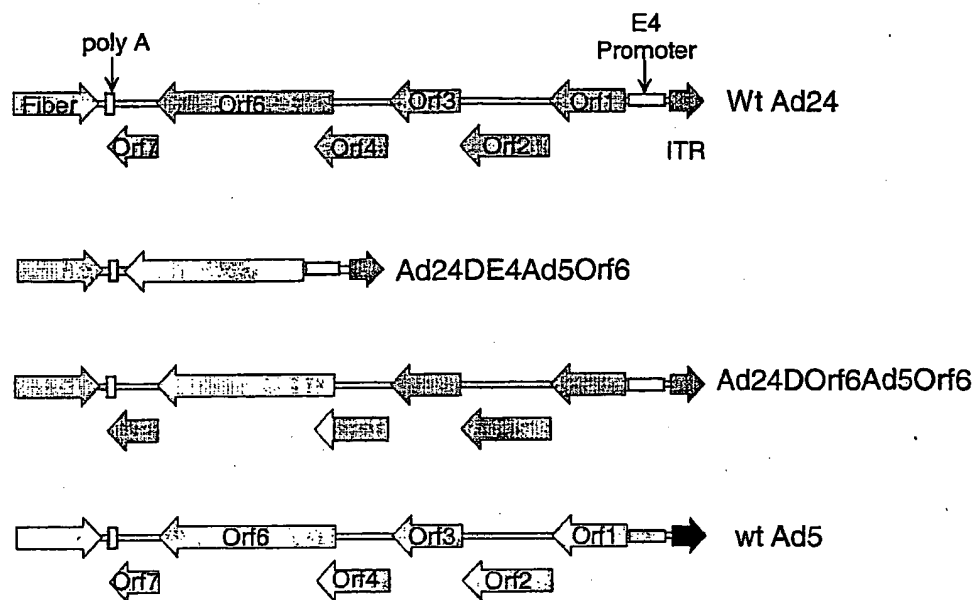 poly A
E4
Promoter
Fiber
Orf6
Orf3
Orf1
Wt Ad24
Orf7
Orf4
Orf2
ITR
Ad24DE4Ad5Orf6
Ad24DOrf6Ad5Orf6
Orf6
Orf3
Orf1
wt Ad5
Orf7
Orf4
Orf2